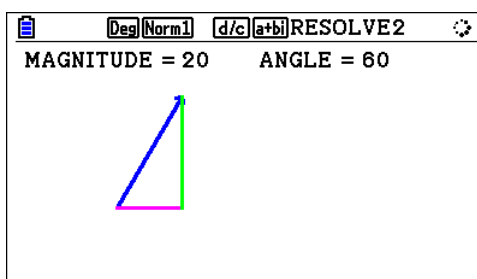 Deg Norm1 d/c a+bi RESOLVE2
MAGNITUDE = 20 ANGLE = 60